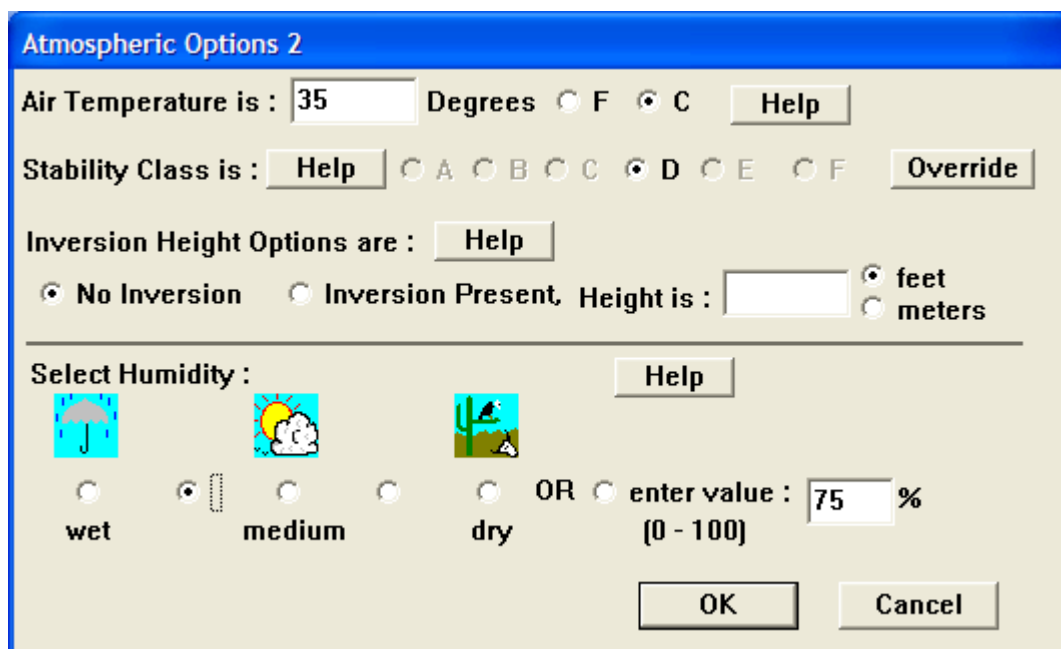 Atmospheric Options 2
Air Temperature is : 35 Degrees F C Help
Stability Class is : Help A B C D E F Override
Inversion Height Options are : Help
No Inversion Inversion Present, Height is : feet
meters
Select Humidity : Help
OR enter value : 75 %
wet medium dry (0 - 100)
OK Cancel